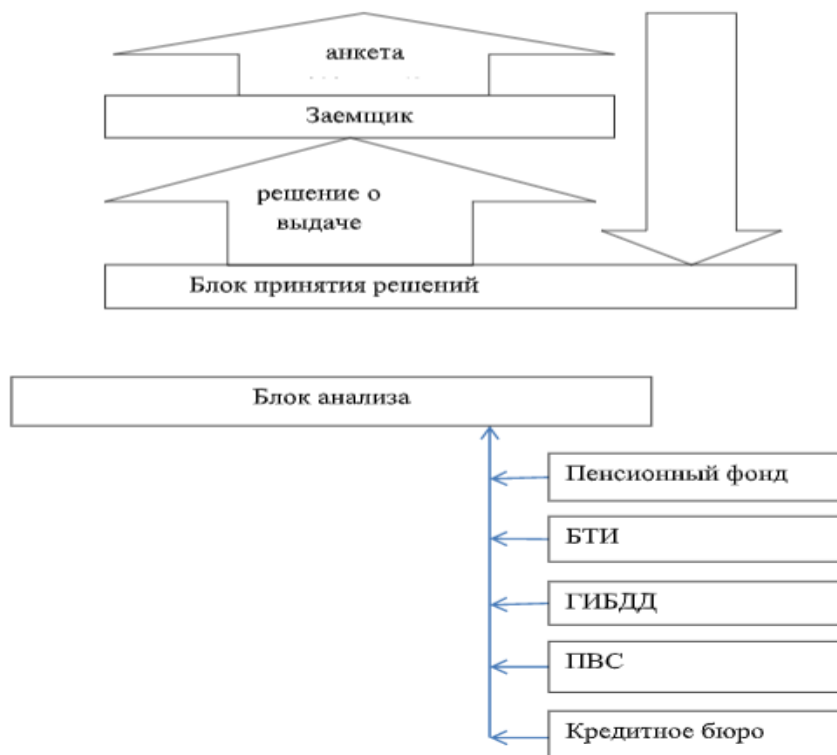 анкета
Заемщик
решение о
выдаче
Блок принятия решений
Блок анализа
Пенсионный фонд
БТИ
ГИБДД
ПВС
Кредитное бюро